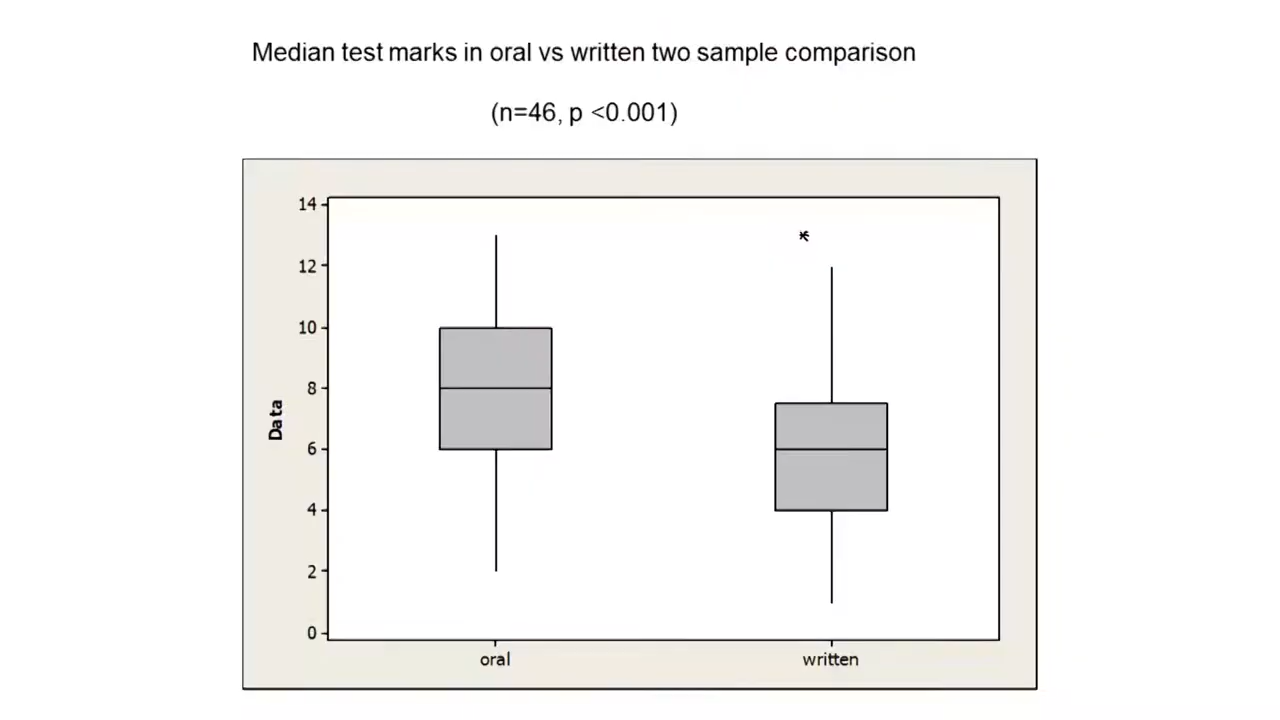 Median test marks in oral vs written two sample comparison
(n=46, p <0.001)
14
12
10
8
6
4
2
0
Data
*
oral written